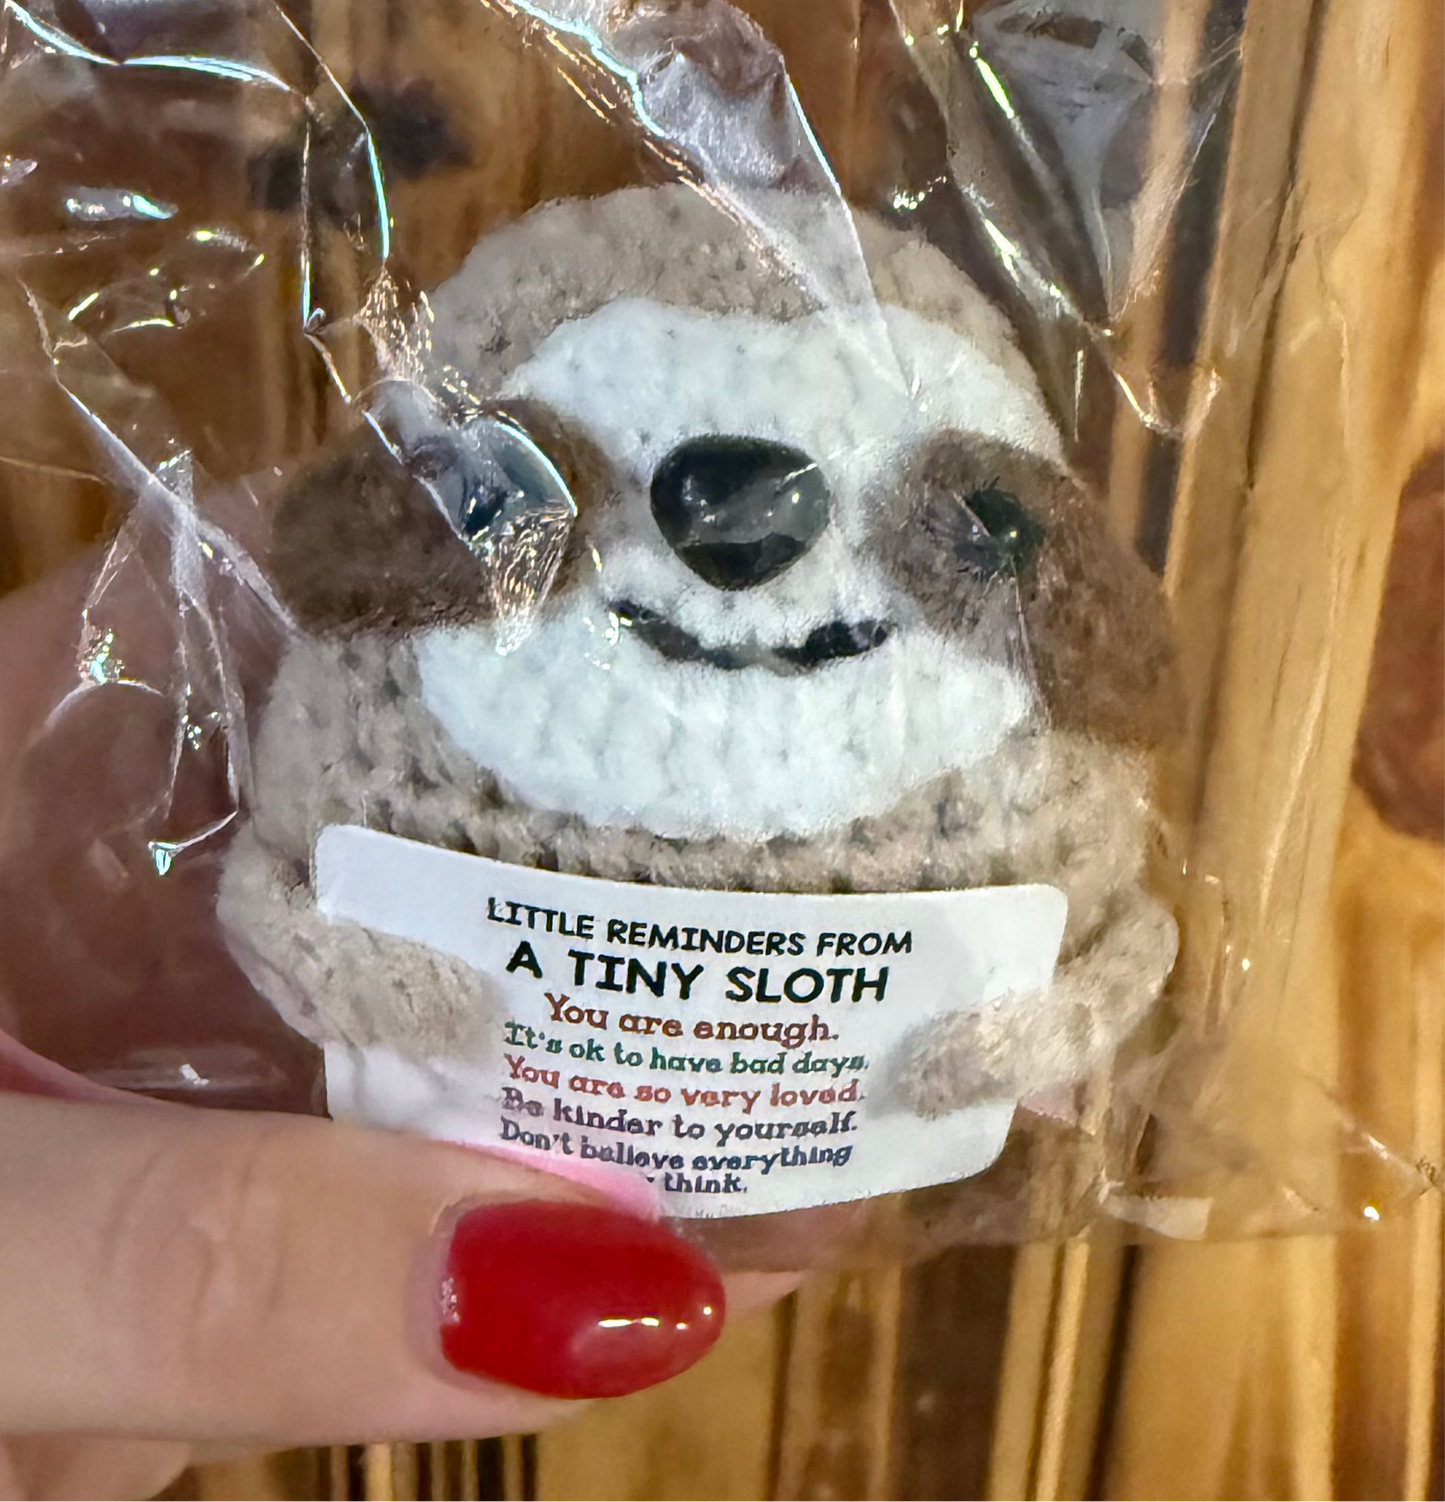 LITTLE REMINDERS FROM
A TINY SLOTH
You are enough.
It's ok to have bad days.
You are so very loved.
Be kinder to yourself.
Don't believe everything
think.